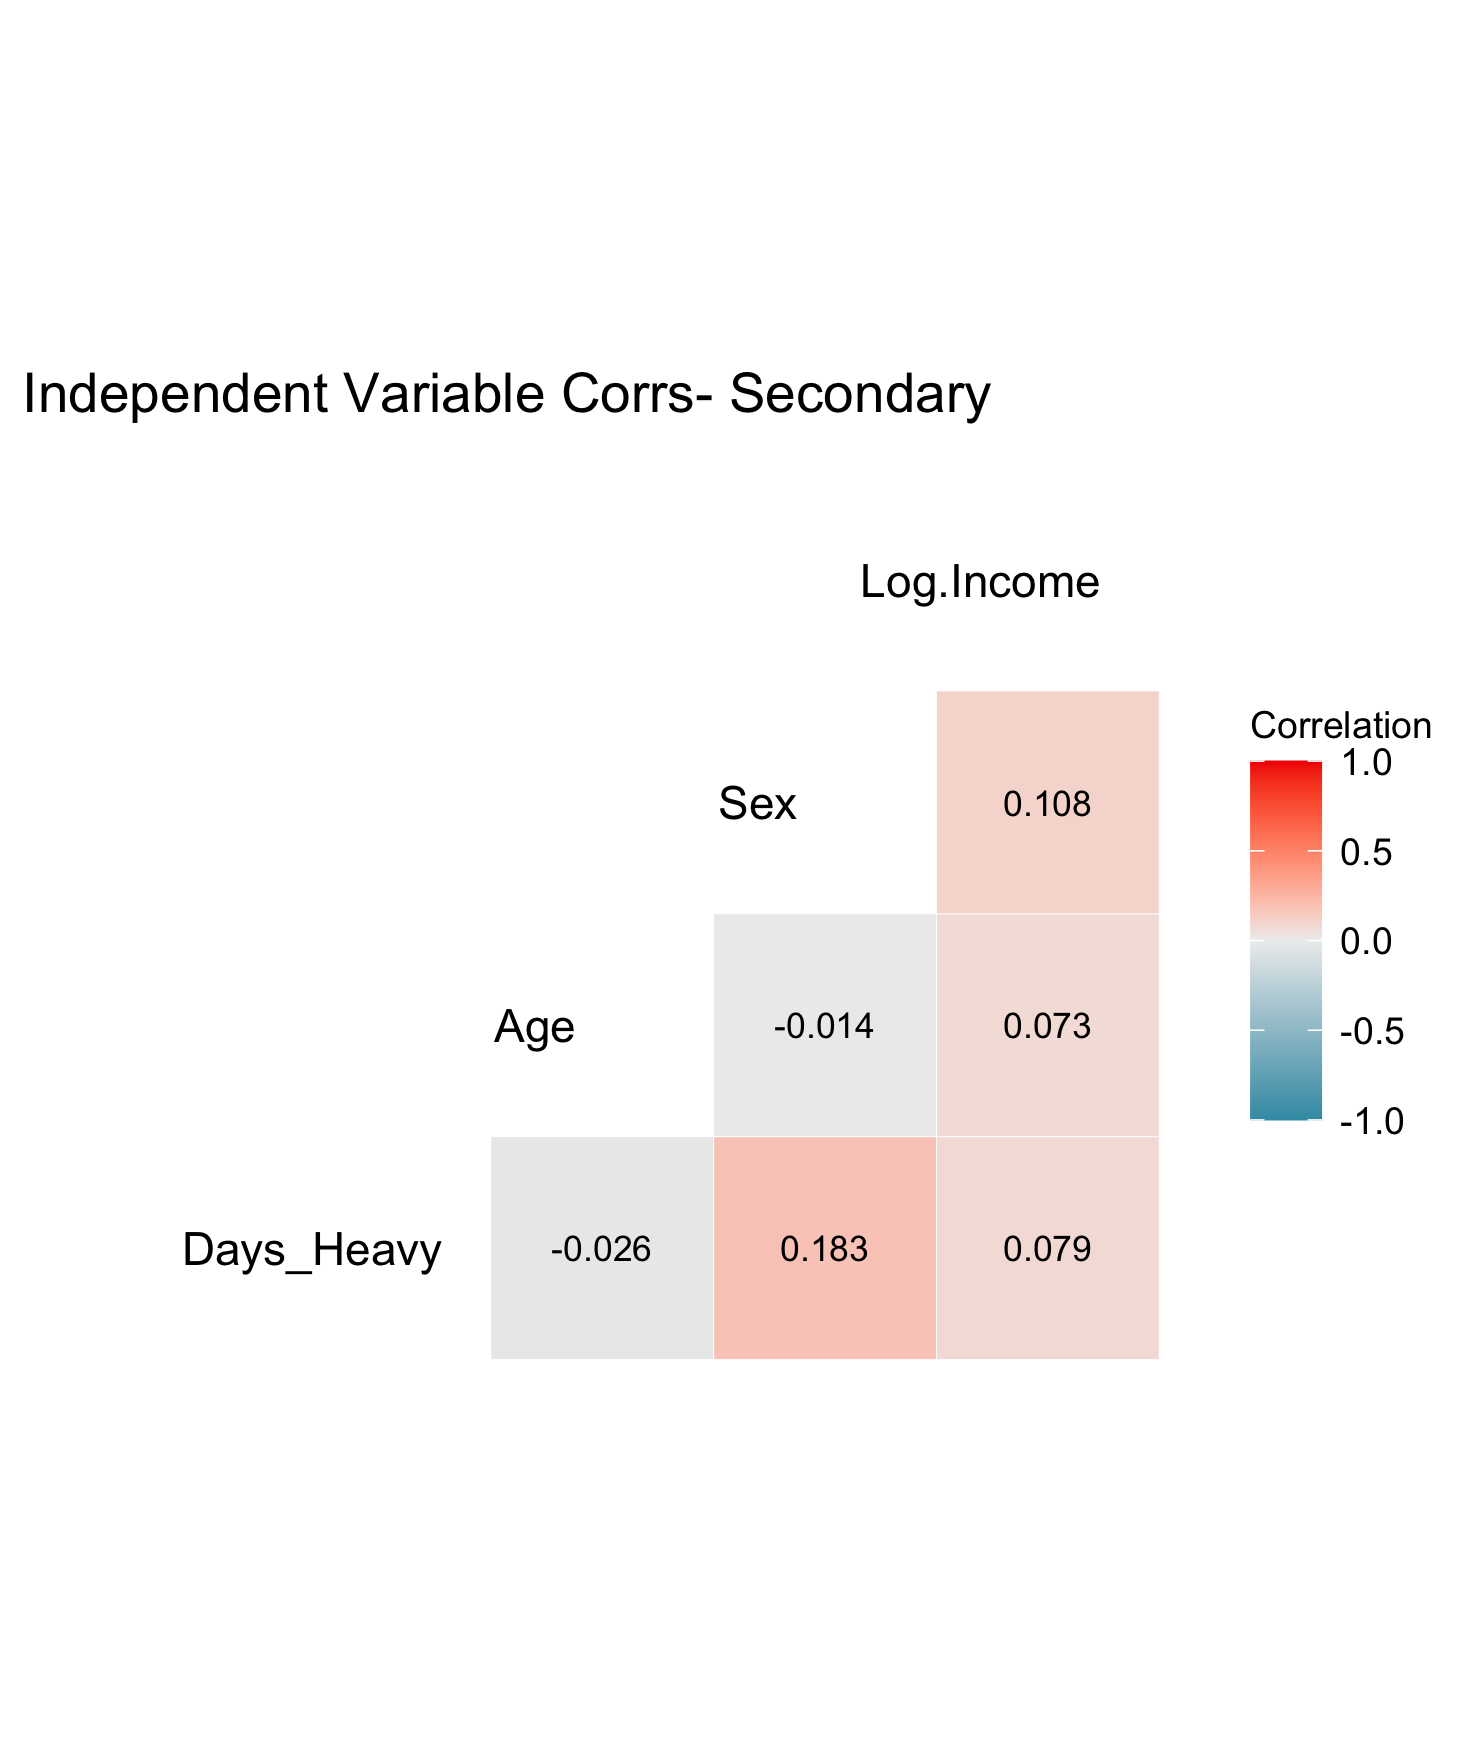 Independent Variable Corrs- Secondary
Log.Income
Correlation
1.0
0.5
0.0
-0.5
-1.0
Sex
0.108
Age
-0.014
0.073
Days_Heavy
-0.026
0.183
0.079